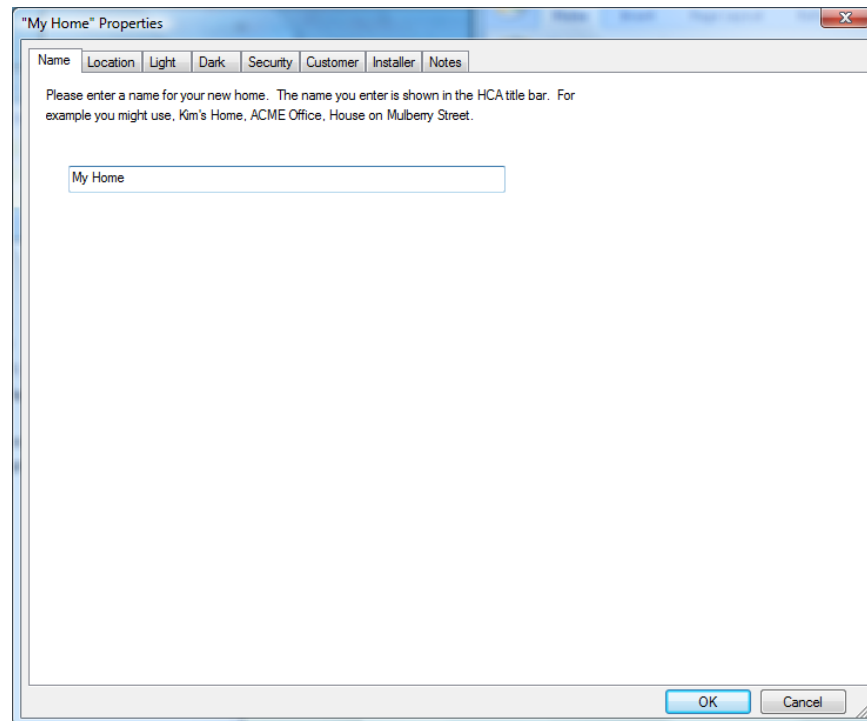 "My Home" Properties
Name Location Light Dark Security Customer Installer Notes
Please enter a name for your new home. The name you enter is shown in the HCA title bar. For
example you might use, Kim's Home, ACME Office, House on Mulberry Street.
My Home
OK Cancel